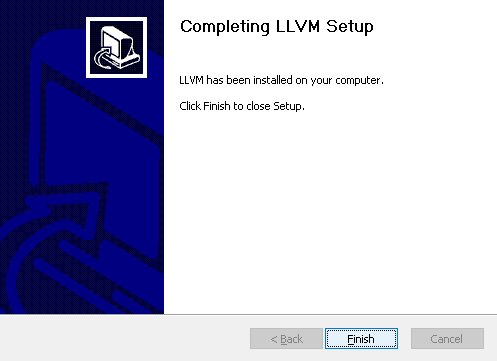 Completing LLVM Setup
LLVM has been installed on your computer.
Click Finish to close Setup.
< Back
Finish
Cancel